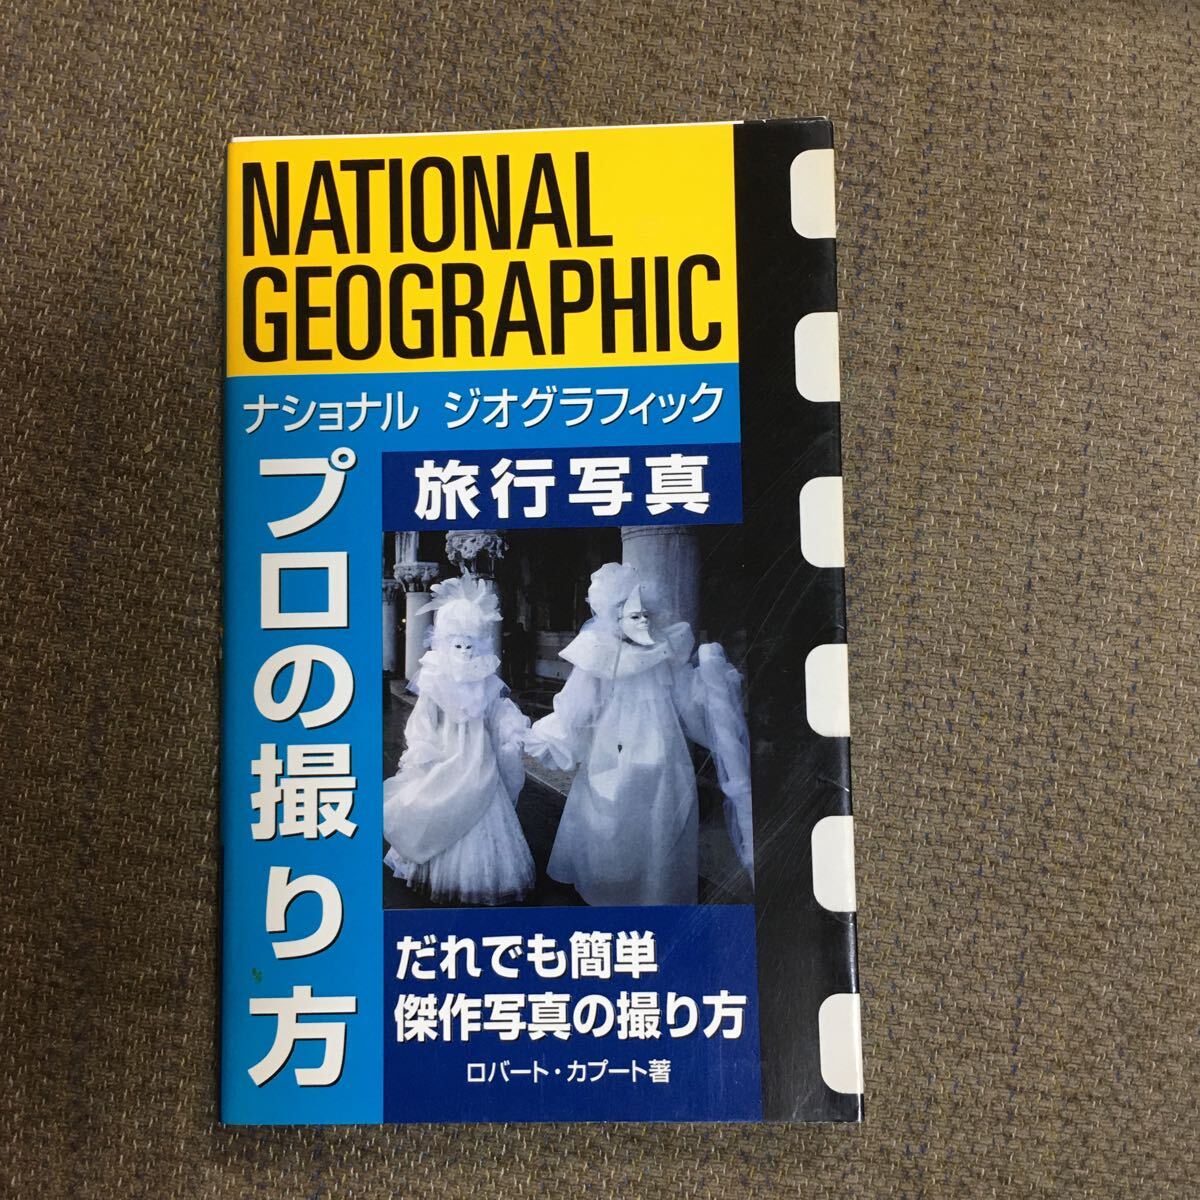 NATIONAL
GEOGRAPHIC
ナショナル ジオグラフィック
プロの撮り方
旅行写真
だれでも簡単
傑作写真の撮り方
ロバート・カプート著